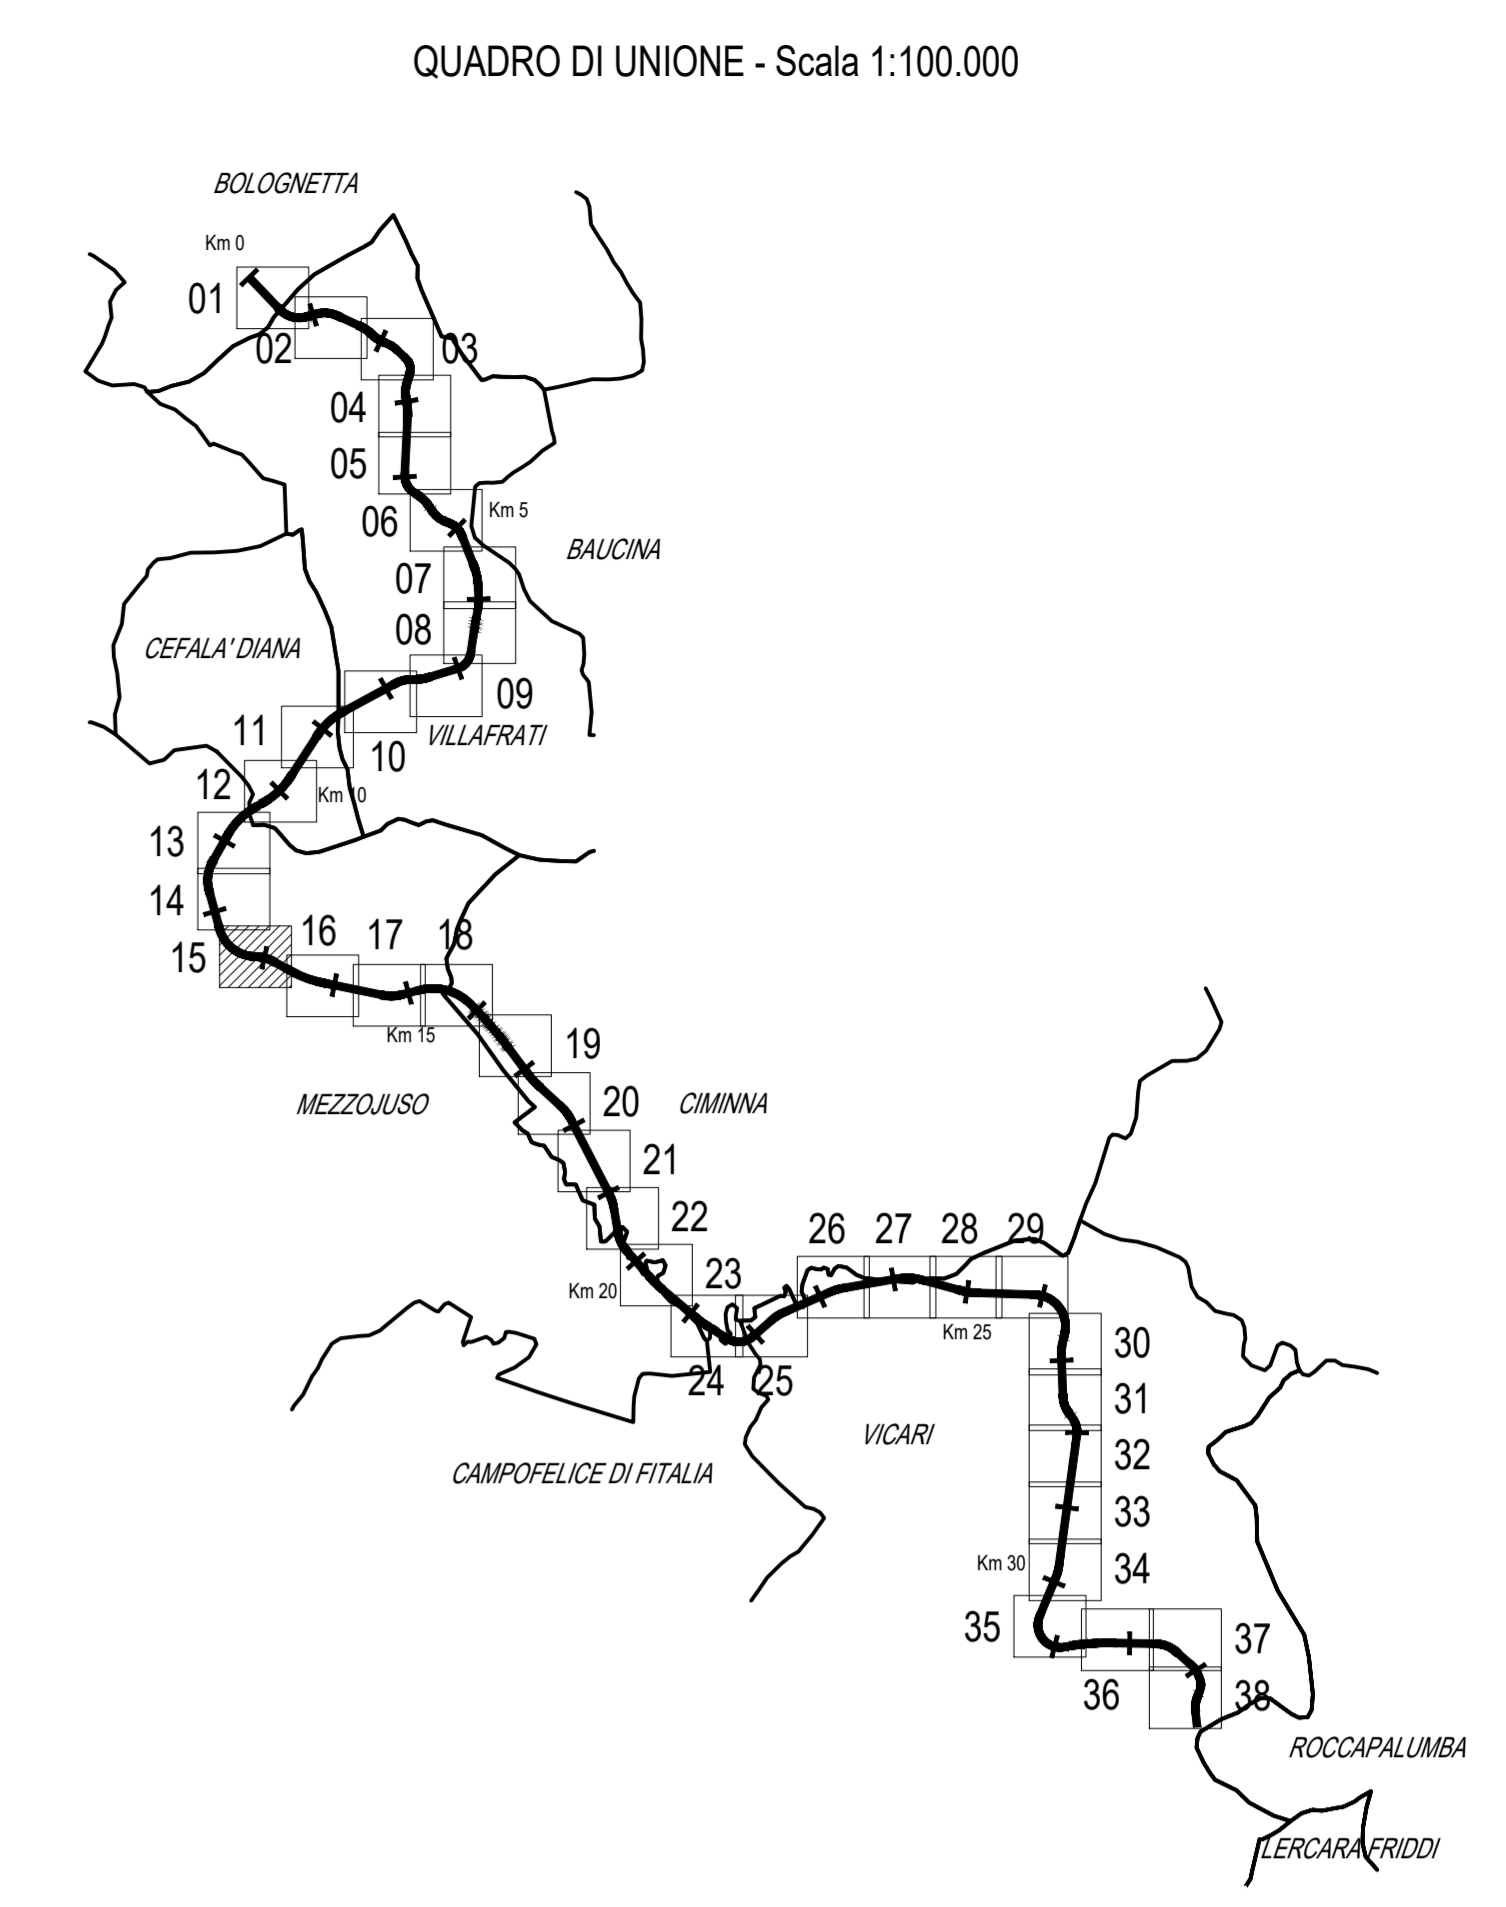 QUADRO DI UNIONE - Scala 1:100.000
BOLOGNETTA
Km 0
01
02
03
04
05
06
Km 5
BAUCINA
07
08
CEFALA' DIANA
09
VILLAFRATI
10
11
12
Km 10
13
14
15
16
17
18
Km 15
19
MEZZOJUSO
20
CIMINNA
21
22
Km 20
23
24
25
26
27
28
29
Km 25
30
31
VICARI
32
CAMPOFELICE DI FITALIA
33
Km 30
34
35
36
37
38
ROCCAPALUMBA
LERCARA FRIDDI